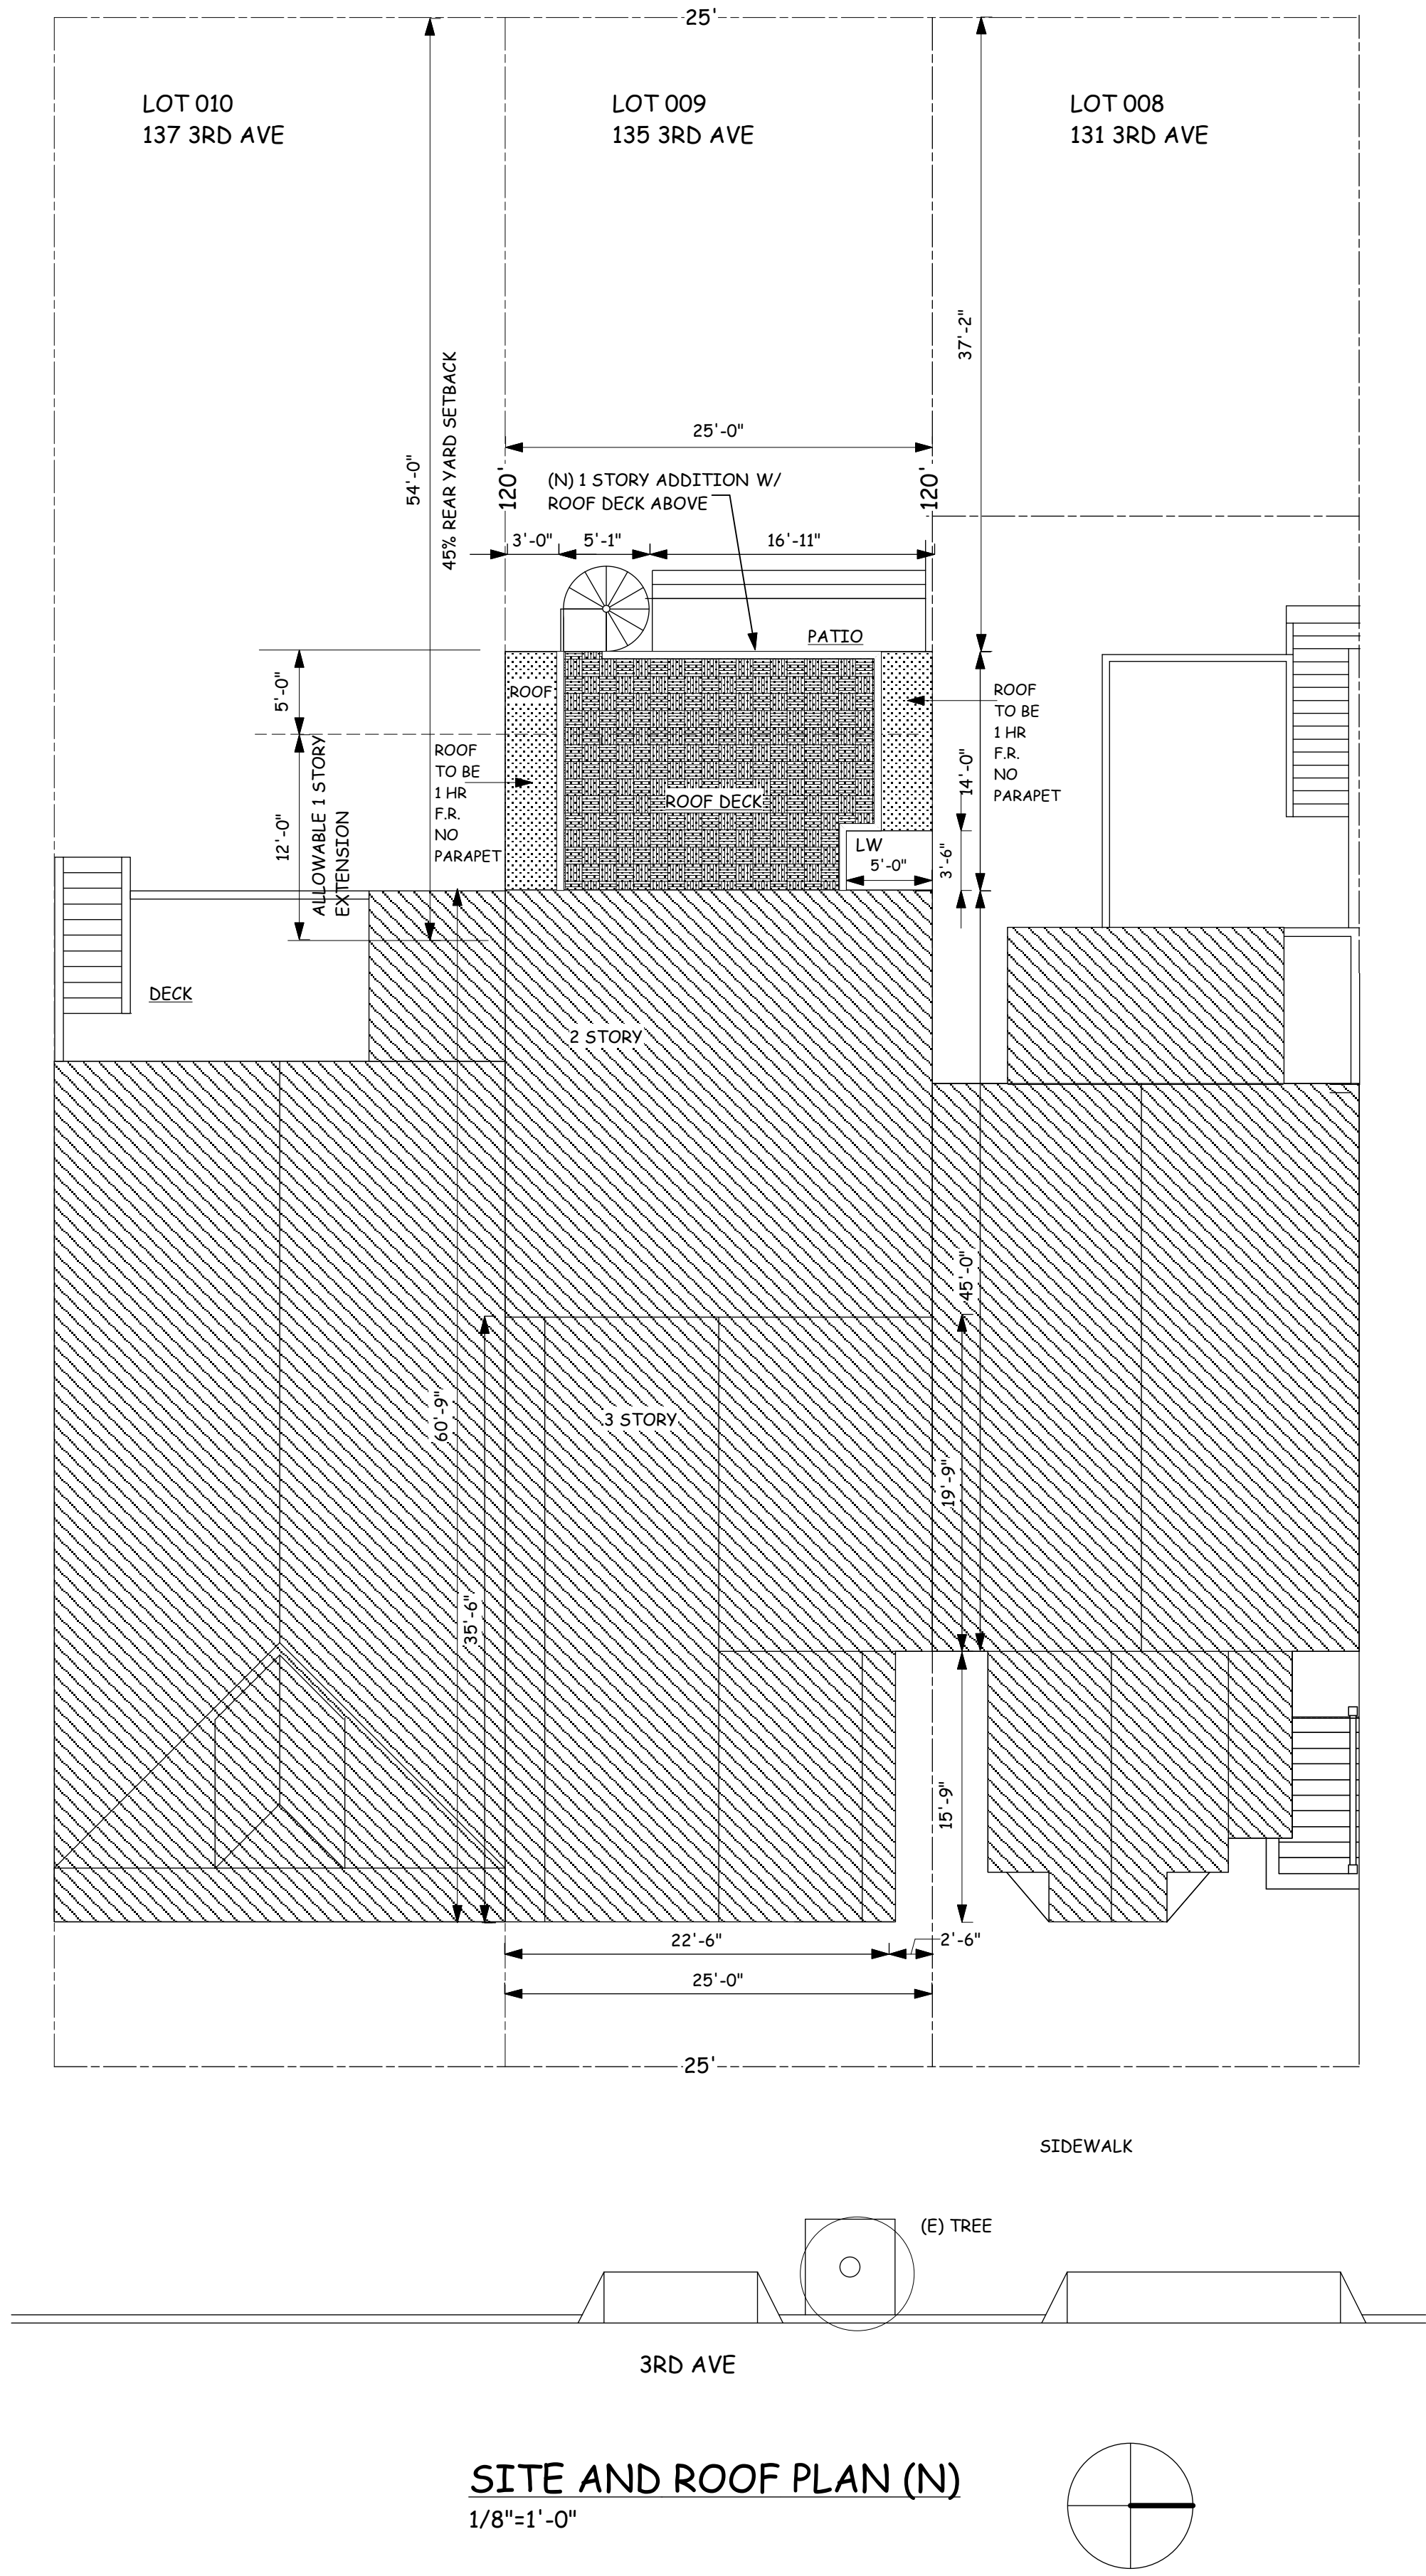 25'
LOT 010
137 3RD AVE
LOT 009
135 3RD AVE
LOT 008
131 3RD AVE
37'-2"
54'-0"
45% REAR YARD SETBACK
25'-0"
120'
120'
(N) 1 STORY ADDITION W/
ROOF DECK ABOVE
3'-0"
5'-1"
16'-11"
PATIO
5'-0"
ROOF
ROOF
TO BE
1 HR
F.R.
NO
PARAPET
ROOF
TO BE
1 HR
F.R.
NO
PARAPET
12'-0"
ALLOWABLE 1 STORY
EXTENSION
ROOF DECK
14'-0"
LW
5'-0"
3'-6"
DECK
2 STORY
45'-0"
60'-9"
3 STORY
19'-9"
35'-6"
15'-9"
22'-6"
2'-6"
25'-0"
25'
SIDEWALK
(E) TREE
3RD AVE
SITE AND ROOF PLAN (N)
1/8"=1'-0"